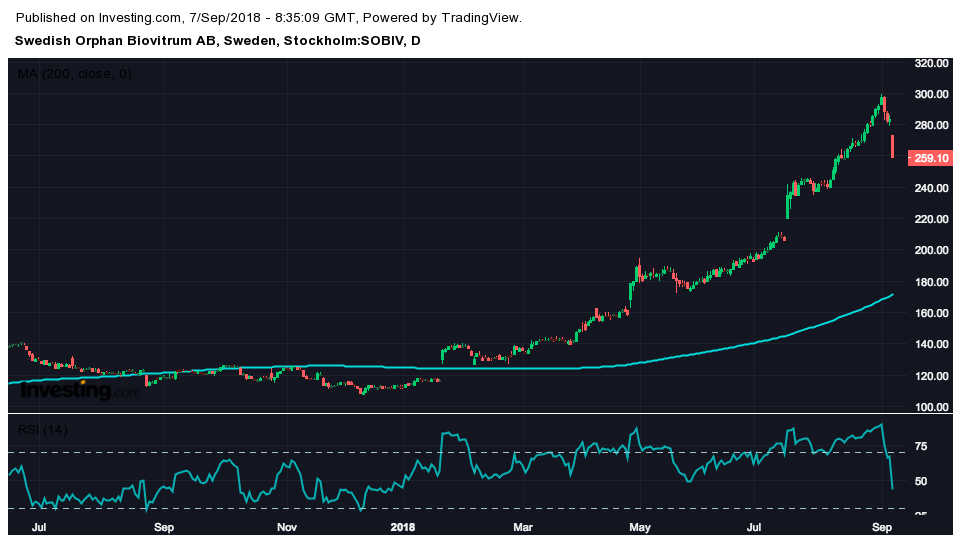 Published on Investing.com, 7/Sep/2018 - 8:35:09 GMT, Powered by TradingView.
Swedish Orphan Biovitrum AB, Sweden, Stockholm:SOBIV, D
MA (200, close, 0)
320.00
300.00
280.00
259.10
240.00
220.00
200.00
180.00
160.00
140.00
120.00
100.00
Investing.com
RSI (14)
75
50
25
Jul Sep Nov 2018 Mar May Jul Sep